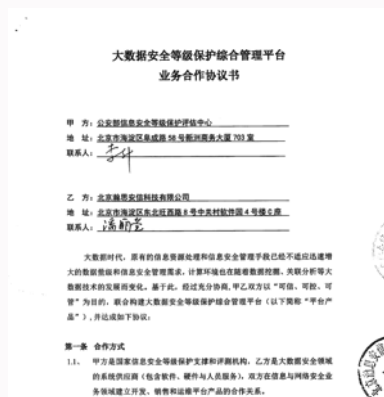 大数据安全等级保护综合管理平台
业务合作协议书
甲 方：公安部信息安全等级保护评估中心
地 址：北京市海淀区阜成路 58 号新洲商务大厦 703 室
联系人：李升
乙 方：北京瀚思安信科技有限公司
地 址：北京市海淀区东北旺西路 8 号中关村软件园 4 号楼 C 座
联系人：
大数据时代，原有的信息资源处理和信息安全管理手段已经不适应迅速增
大的数据量级和信息安全管理需求，计算环境也在随着数据挖掘、关联分析等大
数据技术的发展而变化。基于此，经过充分协商，甲乙双方以“可信、可控、可
管”为目的，联合构建大数据安全等级保护综合管理平台（以下简称“平台产
品”），并达成如下协议：
第一条 合作方式
1.1、 甲方是国家信息安全等级保护支撑和评测机构，乙方是大数据安全领域
的系统供应商（包含软件、硬件与人员服务），双方在信息与网络安全业
务领域建立开发、销售和运维平台产品的合作关系。